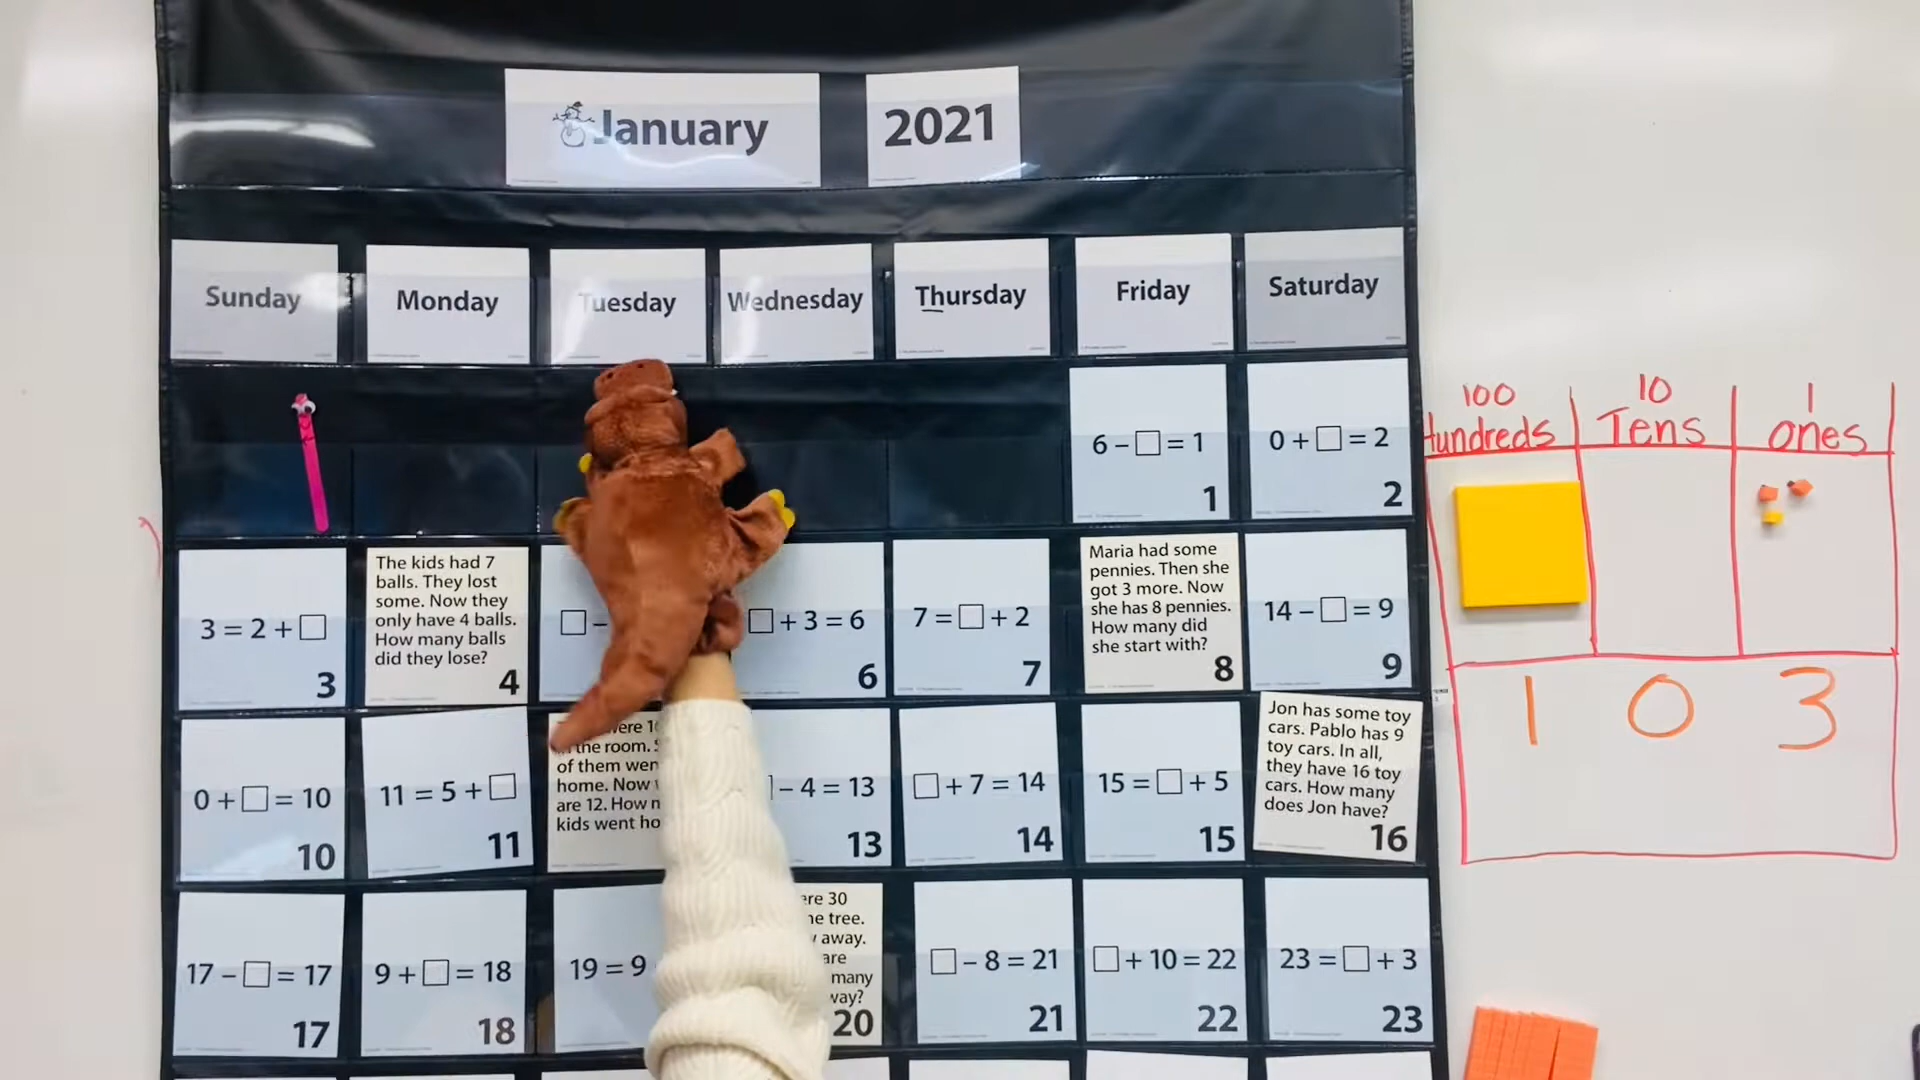 January
2021
Sunday
Monday
Tuesday
Wednesday
Thursday
Friday
Saturday
6 − □ = 1
1
0 + □ = 2
2
3 = 2 + □
3
The kids had 7
balls. They lost
some. Now they
only have 4 balls.
How many balls
did they lose?
4
□ −
□ + 3 = 6
6
7 = □ + 2
7
Maria had some
pennies. Then she
got 3 more. Now
she has 8 pennies.
How many did
she start with?
8
14 − □ = 9
9
0 + □ = 10
10
11 = 5 + □
11
the room.
of them
home. Now
are 12. How
kids went
− 4 = 13
13
□ + 7 = 14
14
15 = □ + 5
15
Jon has some toy
cars. Pablo has 9
toy cars. In all,
they have 16 toy
cars. How many
does Jon have?
16
17 − □ = 17
17
9 + □ = 18
18
19 = 9
30
tree.
away.
are
many
20
□ − 8 = 21
21
□ + 10 = 22
22
23 = □ + 3
23
100 10 1
Hundreds Tens ones
1 0 3